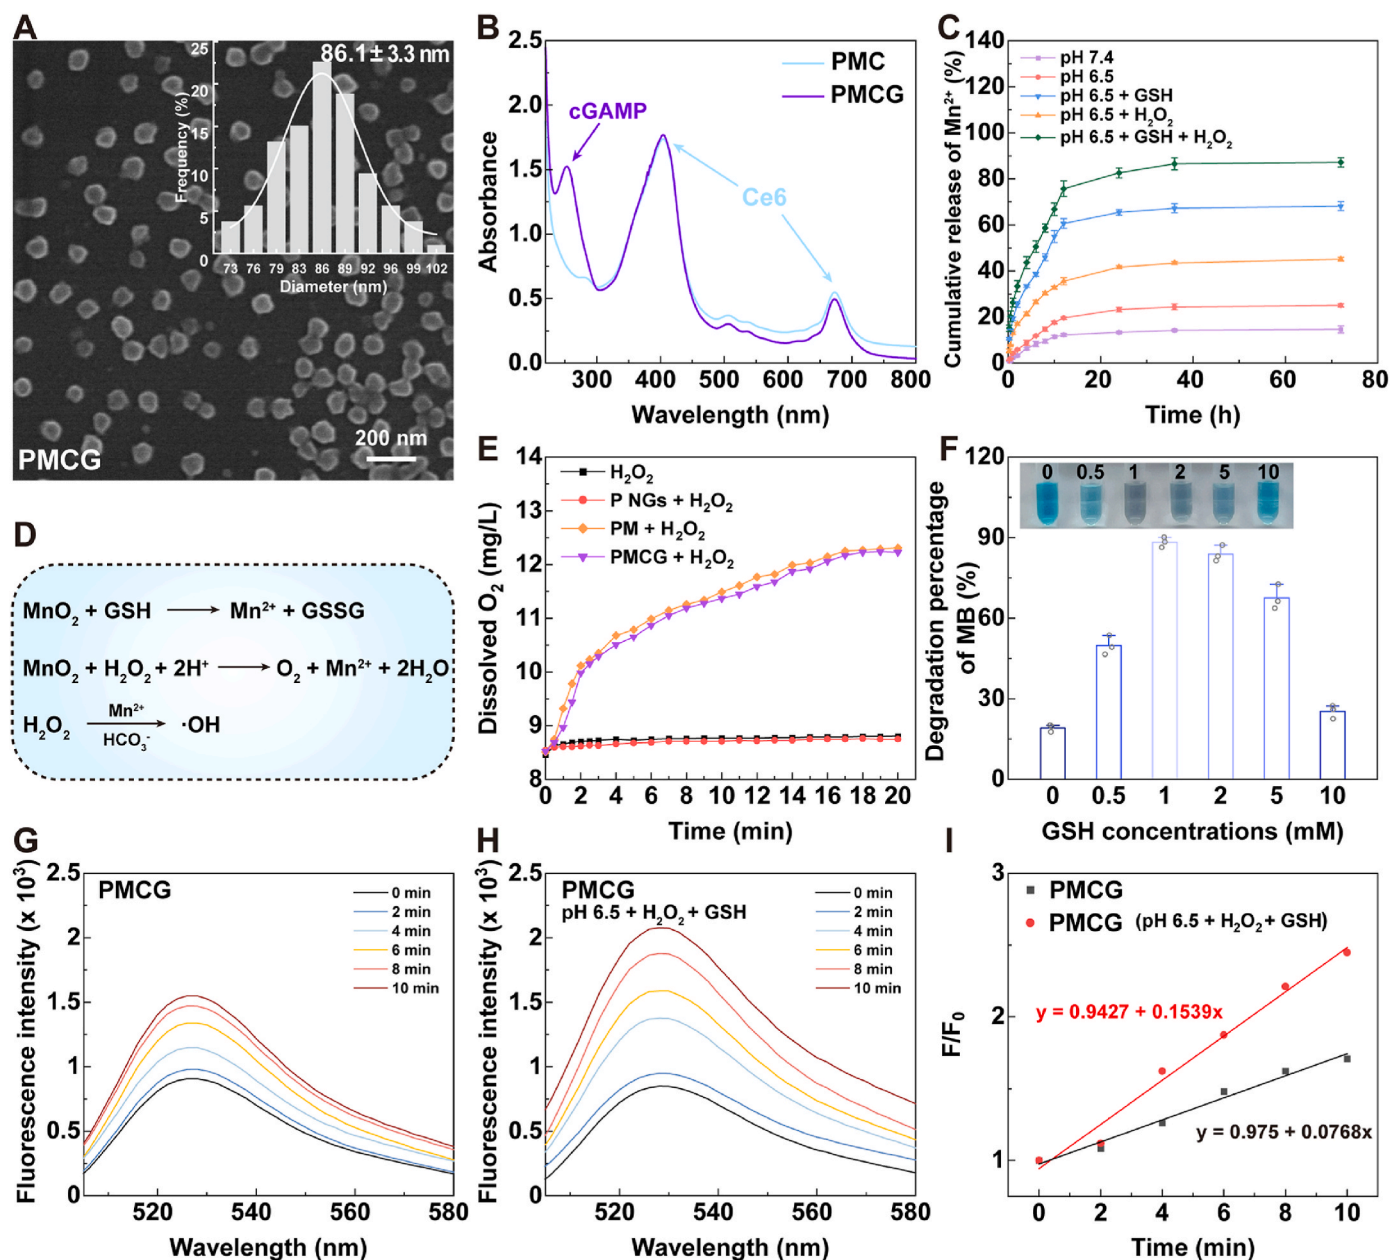 A
86.1±3.3 nm
25
20
15
10
5
0
Frequency (%)
73 76 79 83 86 89 92 96 99 102
Diameter (nm)
200 nm
PMCG
B
2.5
2.0
1.5
1.0
0.5
0.0
Absorbance
PMC
PMCG
cGAMP
Ce6
300 400 500 600 700 800
Wavelength (nm)
C
140
120
100
80
60
40
20
0
Cumulative release of Mn²⁺ (%)
pH 7.4
pH 6.5
pH 6.5 + GSH
pH 6.5 + H₂O₂
pH 6.5 + GSH + H₂O₂
0 20 40 60 80
Time (h)
D
MnO₂ + GSH ⟶ Mn²⁺ + GSSG
MnO₂ + H₂O₂ + 2H⁺ ⟶ O₂ + Mn²⁺ + 2H₂O
Mn²⁺
H₂O₂ ⟶ ·OH
HCO₃⁻
E
14
13
12
11
10
9
8
Dissolved O₂ (mg/L)
H₂O₂
P NGs + H₂O₂
PM + H₂O₂
PMCG + H₂O₂
0 2 4 6 8 10 12 14 16 18 20
Time (min)
F
120
90
60
30
0
Degradation percentage
of MB (%)
0 0.5 1 2 5 10
0 0.5 1 2 5 10
GSH concentrations (mM)
G
2.5
2
1.5
1
0.5
0
Fluorescence intensity (x 10³)
PMCG
0 min
2 min
4 min
6 min
8 min
10 min
520 540 560 580
Wavelength (nm)
H
2.5
2
1.5
1
0.5
0
Fluorescence intensity (x 10³)
PMCG
pH 6.5 + H₂O₂ + GSH
0 min
2 min
4 min
6 min
8 min
10 min
520 540 560 580
Wavelength (nm)
I
3
2
1
F/F₀
PMCG
PMCG (pH 6.5 + H₂O₂ + GSH)
y = 0.9427 + 0.1539x
y = 0.975 + 0.0768x
0 2 4 6 8 10
Time (min)